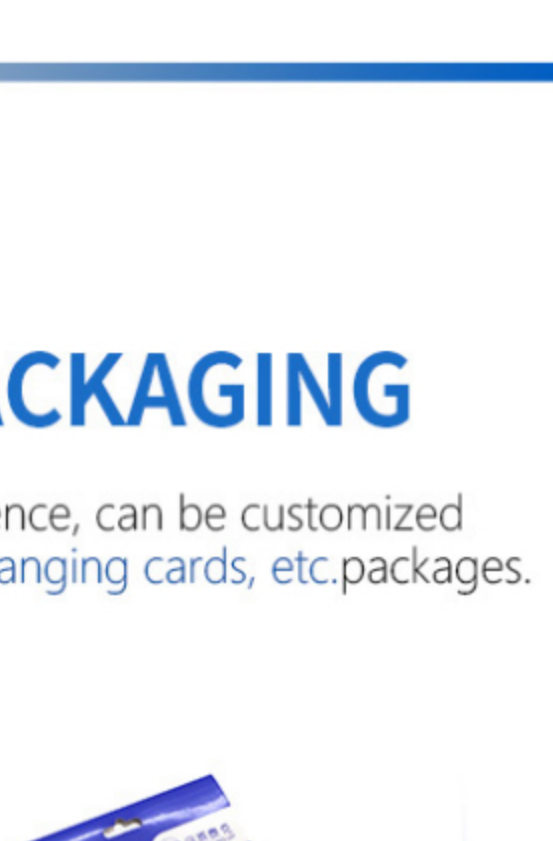 ACKAGING
ence, can be customized
anging cards, etc.packages.